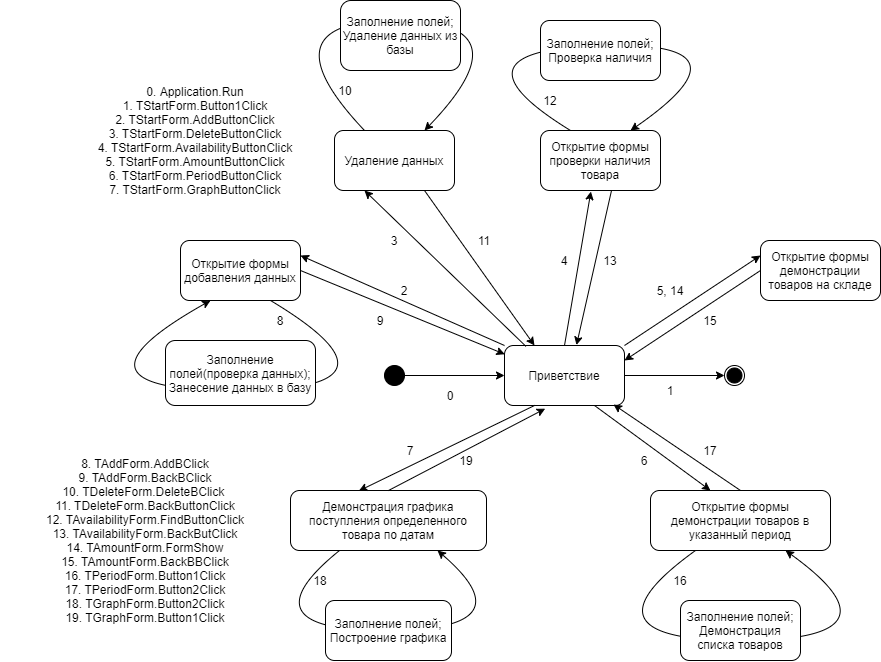 Заполнение полей;
Удаление данных из
базы
Заполнение полей;
Проверка наличия
10
12
0. Application.Run
1. TStartForm.Button1Click
2. TStartForm.AddButtonClick
3. TStartForm.DeleteButtonClick
4. TStartForm.AvailabilityButtonClick
5. TStartForm.AmountButtonClick
6. TStartForm.PeriodButtonClick
7. TStartForm.GraphButtonClick
Удаление данных
Открытие формы
проверки наличия
товара
3
11
4
13
Открытие формы
добавления данных
2
9
8
Открытие формы
демонстрации
товаров на складе
5, 14
15
Заполнение
полей(проверка данных);
Занесение данных в базу
0
Приветствие
1
7
19
6
17
8. TAddForm.AddBClick
9. TAddForm.BackBClick
10. TDeleteForm.DeleteBClick
11. TDeleteForm.BackButtonClick
12. TAvailabilityForm.FindButtonClick
13. TAvailabilityForm.BackButClick
14. TAmountForm.FormShow
15. TAmountForm.BackBBClick
16. TPeriodForm.Button1Click
17. TPeriodForm.Button2Click
18. TGraphForm.Button2Click
19. TGraphForm.Button1Click
Демонстрация графика
поступления определенного
товара по датам
Открытие формы
демонстрации товаров в
указанный период
18
16
Заполнение полей;
Построение графика
Заполнение полей;
Демонстрация
списка товаров